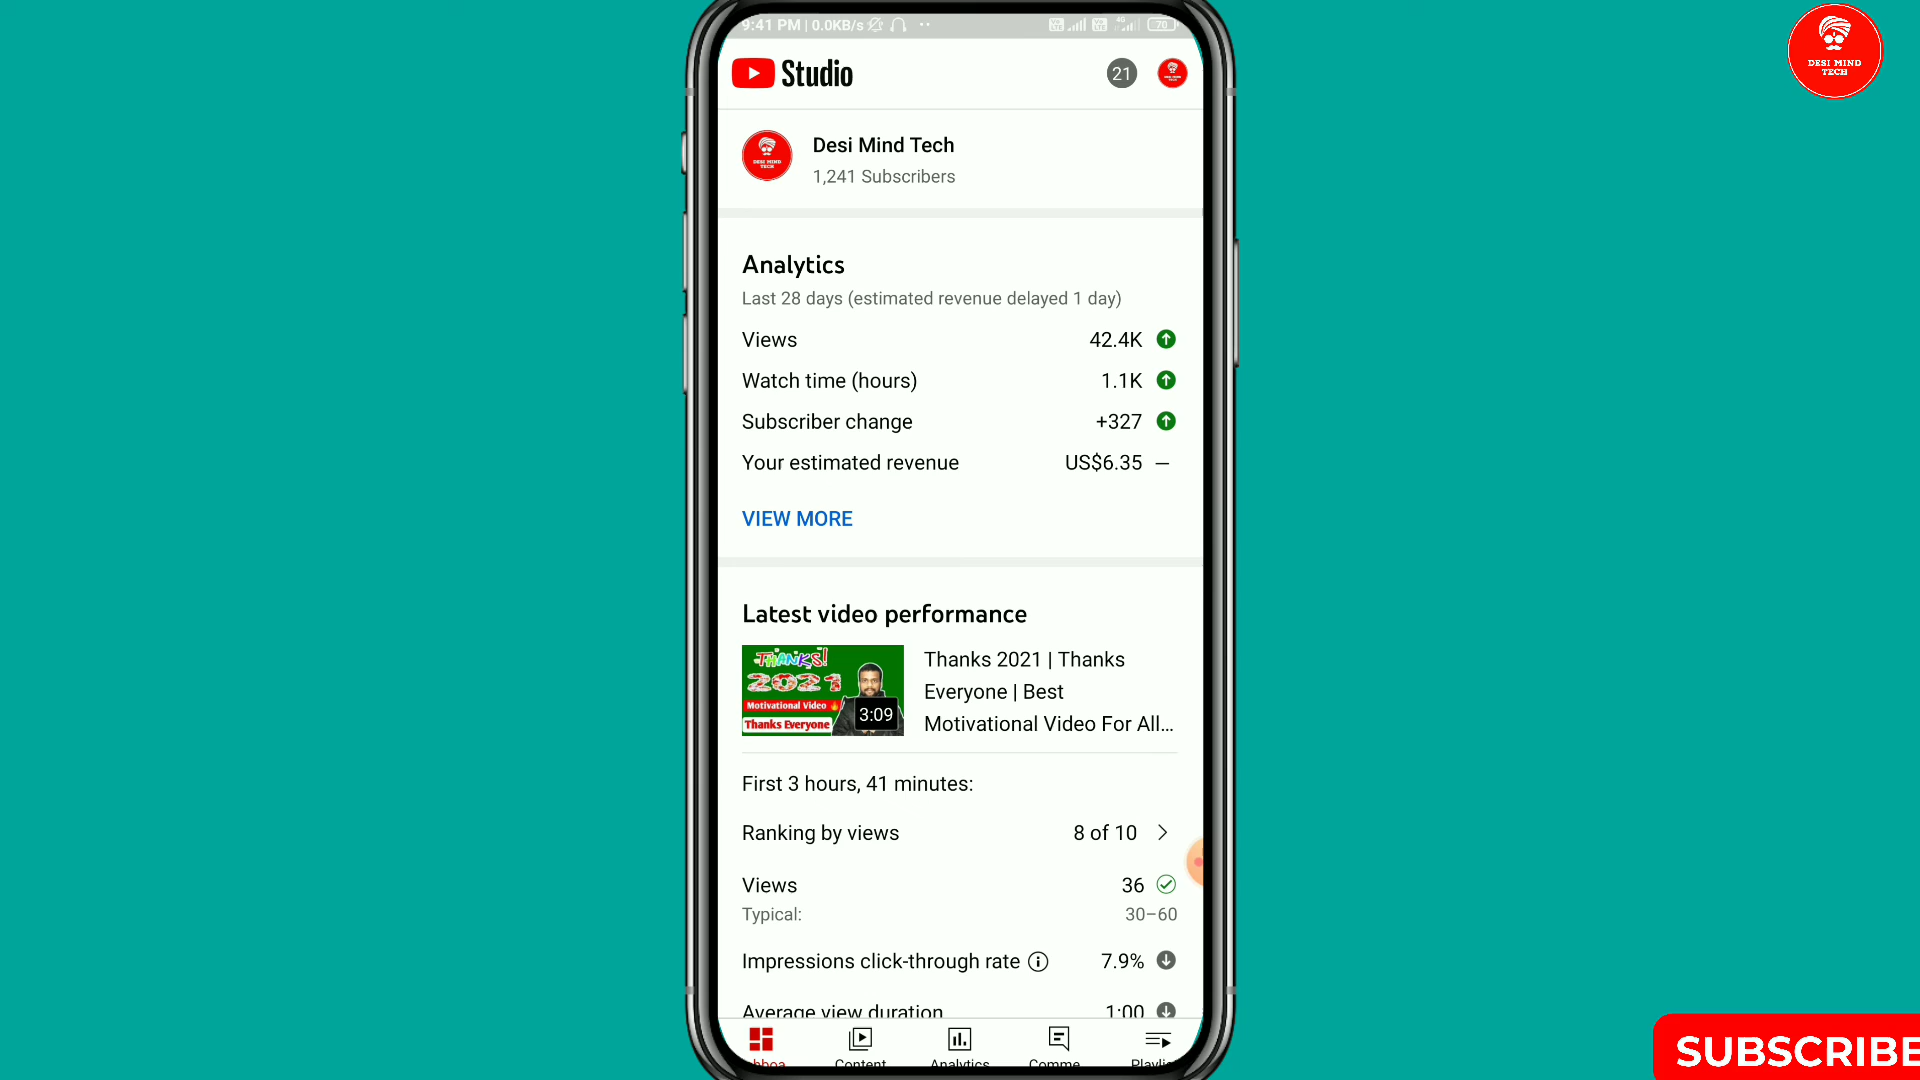 9:41 PM | 0.0KB/s
4G
70
Studio
21
DESI MIND
TECH
Desi Mind Tech
1,241 Subscribers
Analytics
Last 28 days (estimated revenue delayed 1 day)
Views 42.4K
Watch time (hours) 1.1K
Subscriber change +327
Your estimated revenue US$6.35 —
VIEW MORE
Latest video performance
THANKS!
2021
Motivational Video
Thanks Everyone
3:09
Thanks 2021 | Thanks
Everyone | Best
Motivational Video For All...
First 3 hours, 41 minutes:
Ranking by views 8 of 10
Views 36
Typical: 30–60
Impressions click-through rate 7.9%
Average view duration 1:00
Content Analytics Comme
SUBSCRIBE